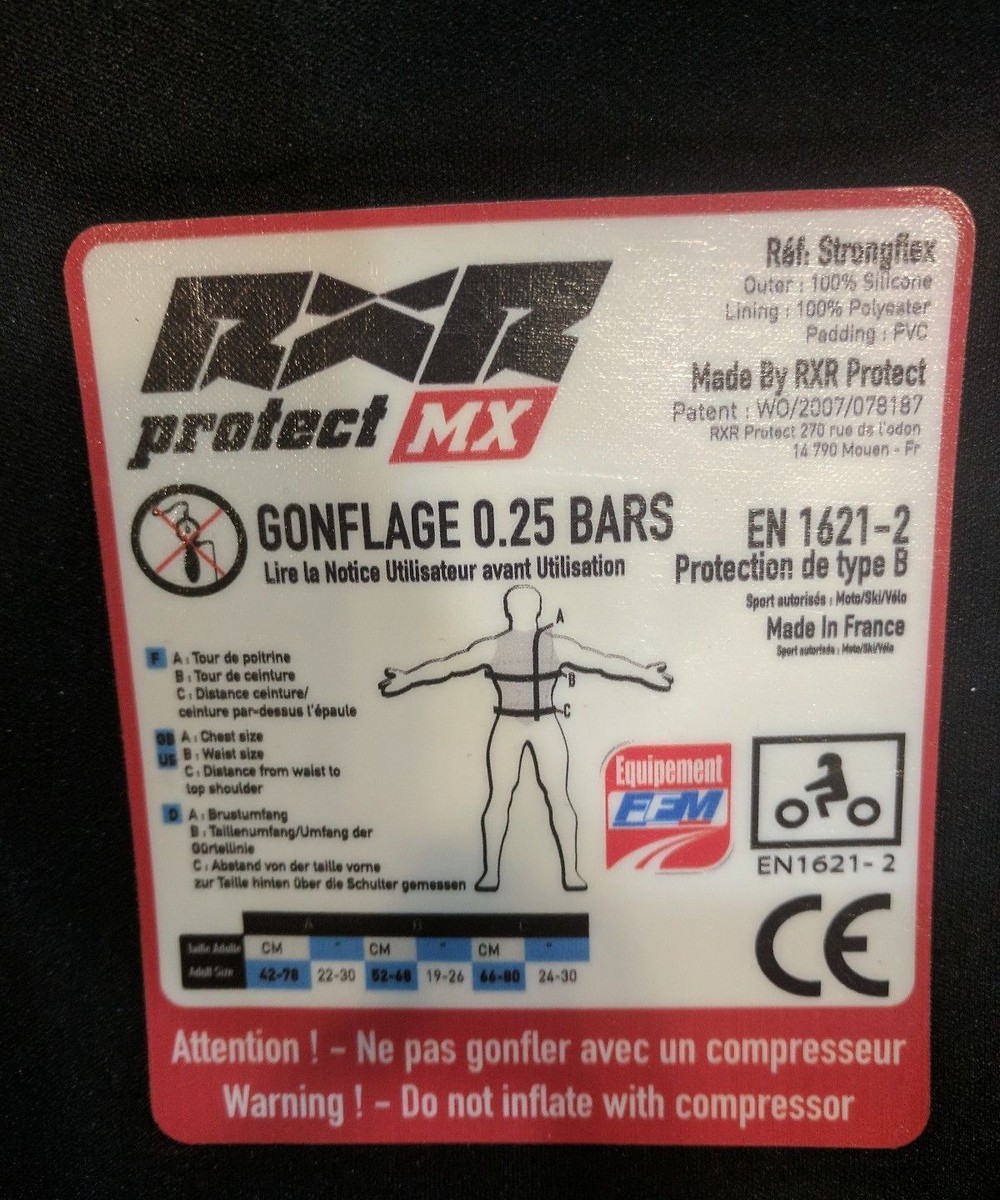 RXR
protect MX
Réf: Strongflex
Outer : 100% Silicone
Lining : 100% Polyester
Padding : PVC
Made By RXR Protect
Patent : WO/2007/078187
RXR Protect 270 rue de l'odon
14 790 Mouen - Fr
GONFLAGE 0.25 BARS
Lire la Notice Utilisateur avant Utilisation
EN 1621-2
Protection de type B
Sport autorisés : Moto/Ski/Vélo
Made In France
Sport autorisés : Moto/Ski/Vélo
A
B
C
F A : Tour de poitrine
B : Tour de ceinture
C : Distance ceinture/
ceinture par-dessus l'épaule
GB A : Chest size
US B : Waist size
C : Distance from waist to
top shoulder
D A : Brustumfang
B : Taillenumfang/Umfang der
Gürtellinie
C : Abstand von der taille vorne
zur Taille hinten über die Schulter gemessen
Equipement
FFM
EN1621-2
CE
A B C
Taille Adulte CM " CM " CM "
Adult Size 42-78 22-30 52-68 19-26 66-80 24-30
Attention ! - Ne pas gonfler avec un compresseur
Warning ! - Do not inflate with compressor